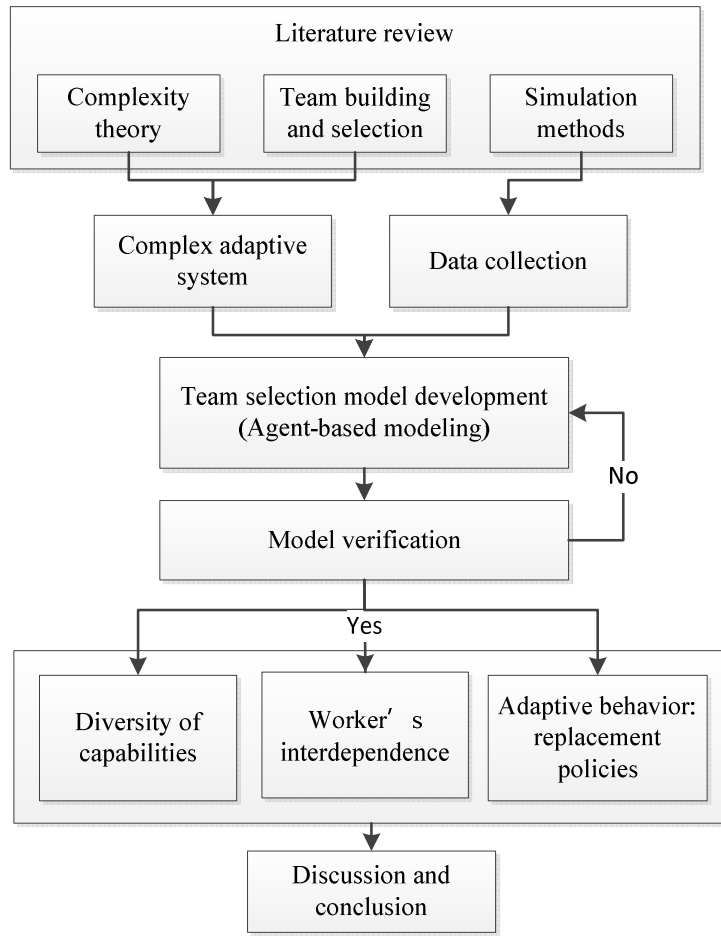 Literature review
Complexity
theory
Team building
and selection
Simulation
methods
Complex adaptive
system
Data collection
Team selection model development
(Agent-based modeling)
No
Model verification
Yes
Diversity of
capabilities
Worker’s
interdependence
Adaptive behavior:
replacement
policies
Discussion and
conclusion